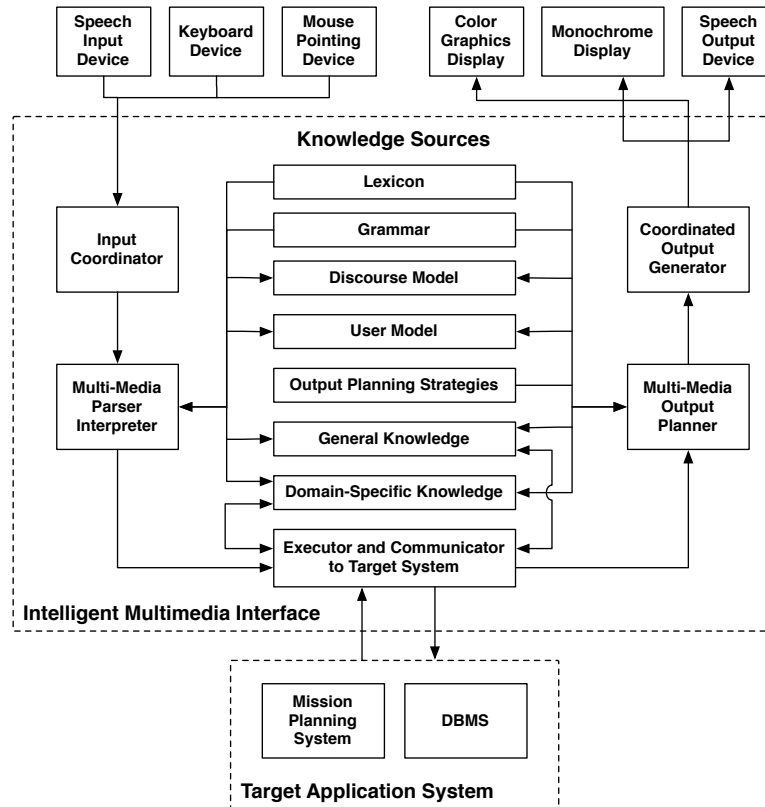 Speech
Input
Device
Keyboard
Device
Mouse
Pointing
Device
Color
Graphics
Display
Monochrome
Display
Speech
Output
Device
Knowledge Sources
Lexicon
Grammar
Discourse Model
User Model
Output Planning Strategies
General Knowledge
Domain-Specific Knowledge
Executor and Communicator
to Target System
Input
Coordinator
Multi-Media
Parser
Interpreter
Coordinated
Output
Generator
Multi-Media
Output
Planner
Intelligent Multimedia Interface
Mission
Planning
System
DBMS
Target Application System